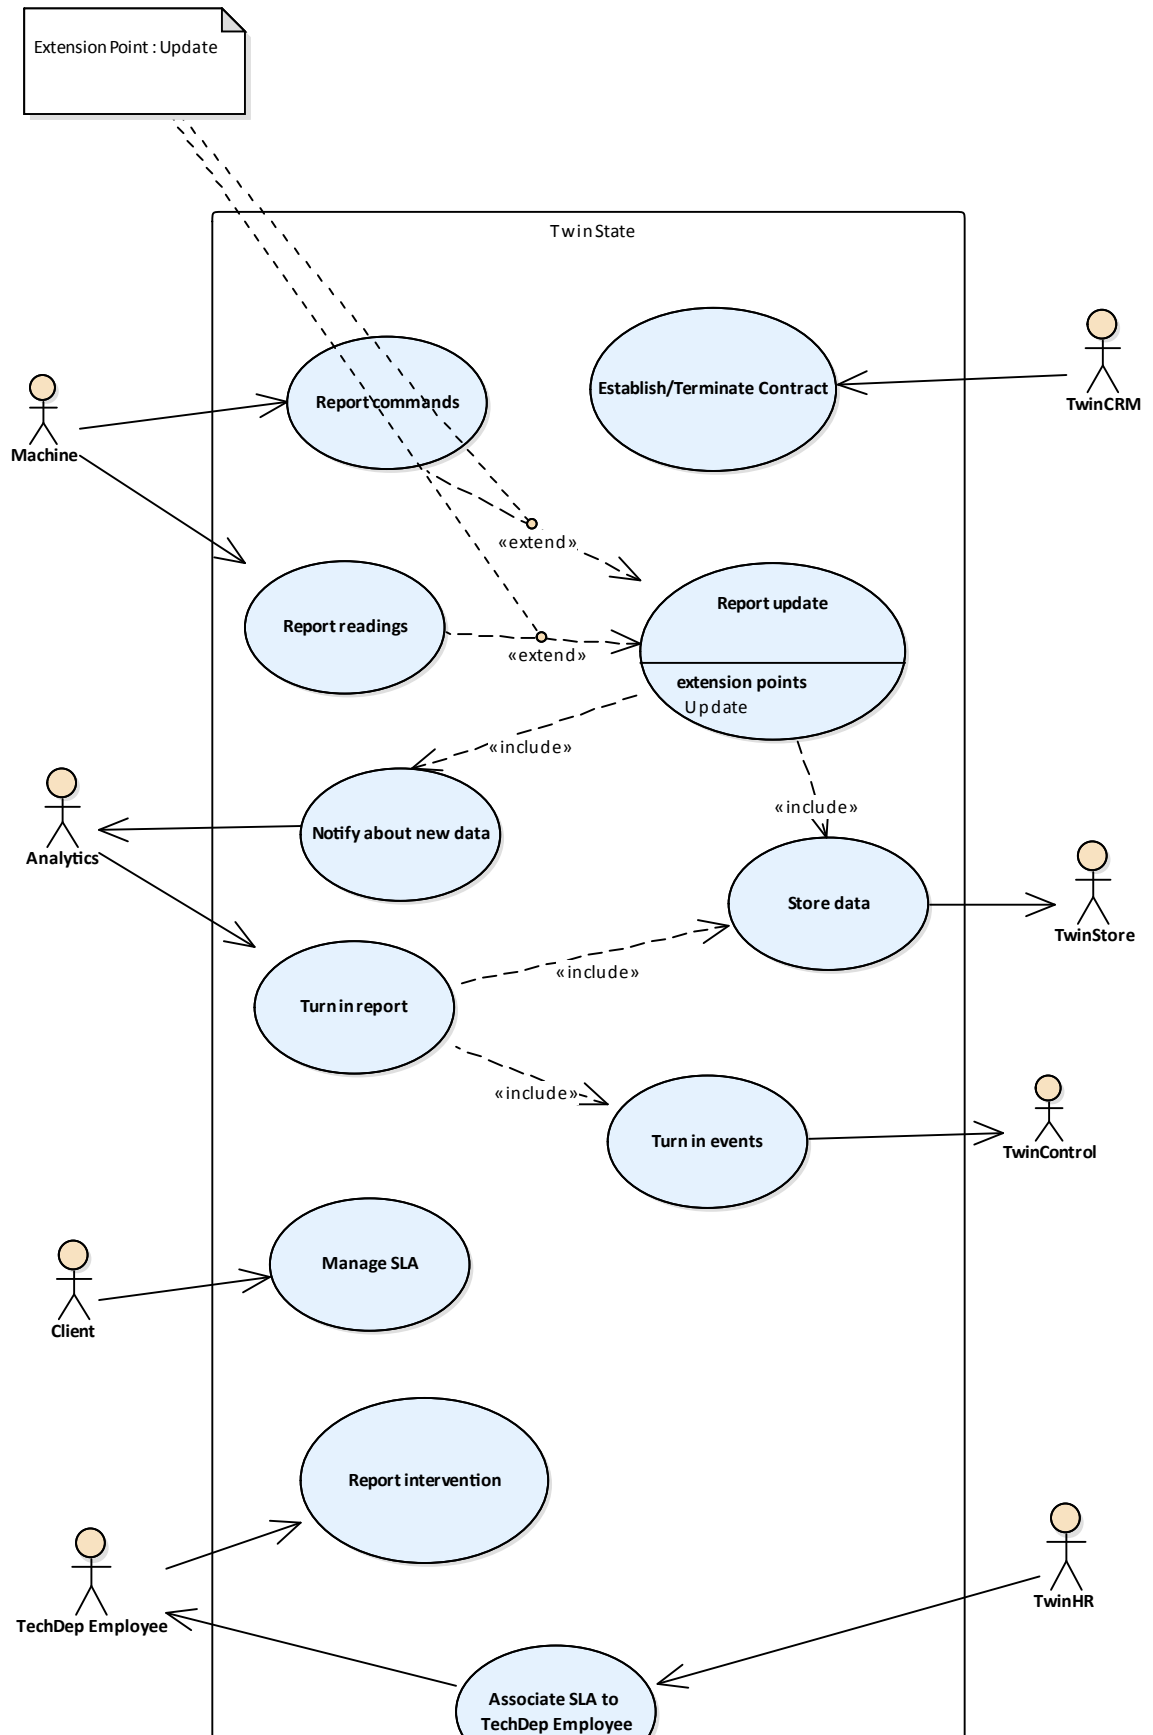 Extension Point : Update
TwinState
Report commands
Establish/Terminate Contract
TwinCRM
Machine
«extend»
Report update
Report readings
«extend»
extension points
Update
«include»
«include»
Notify about new data
Analytics
Store data
TwinStore
«include»
Turn in report
«include»
Turn in events
TwinControl
Manage SLA
Client
Report intervention
TwinHR
TechDep Employee
Associate SLA to
TechDep Employee